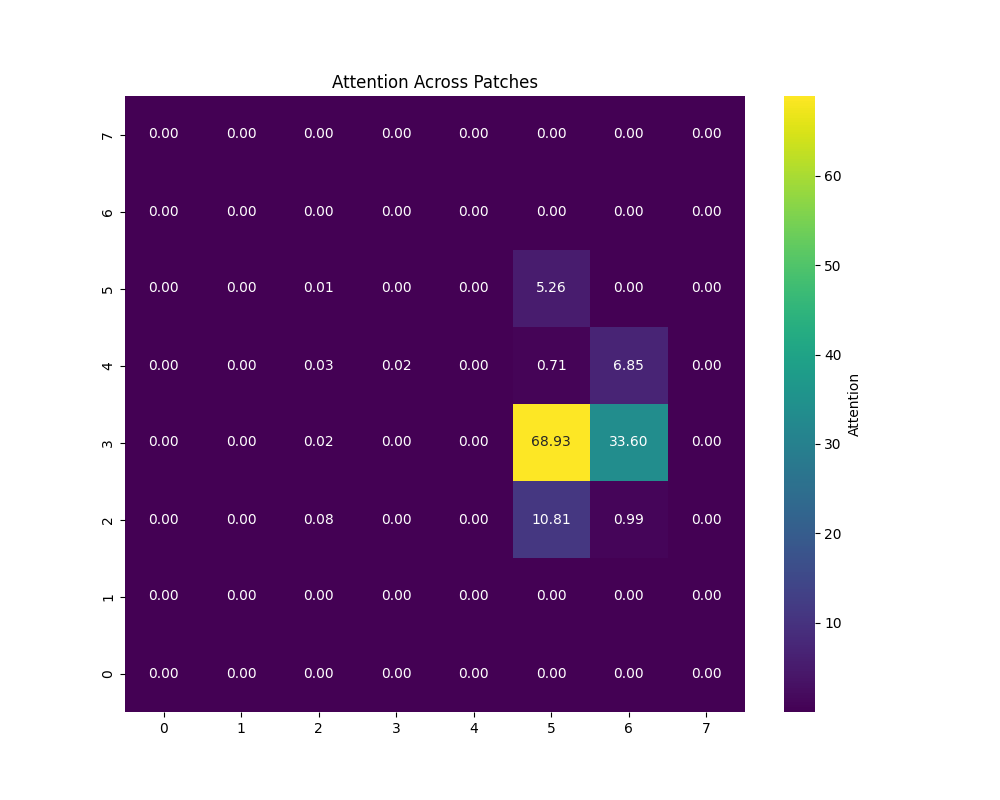 Attention Across Patches
7 0.00 0.00 0.00 0.00 0.00 0.00 0.00 0.00
6 0.00 0.00 0.00 0.00 0.00 0.00 0.00 0.00
5 0.00 0.00 0.01 0.00 0.00 5.26 0.00 0.00
4 0.00 0.00 0.03 0.02 0.00 0.71 6.85 0.00
3 0.00 0.00 0.02 0.00 0.00 68.93 33.60 0.00
2 0.00 0.00 0.08 0.00 0.00 10.81 0.99 0.00
1 0.00 0.00 0.00 0.00 0.00 0.00 0.00 0.00
0 0.00 0.00 0.00 0.00 0.00 0.00 0.00 0.00
0 1 2 3 4 5 6 7
60
50
40
30
20
10
Attention